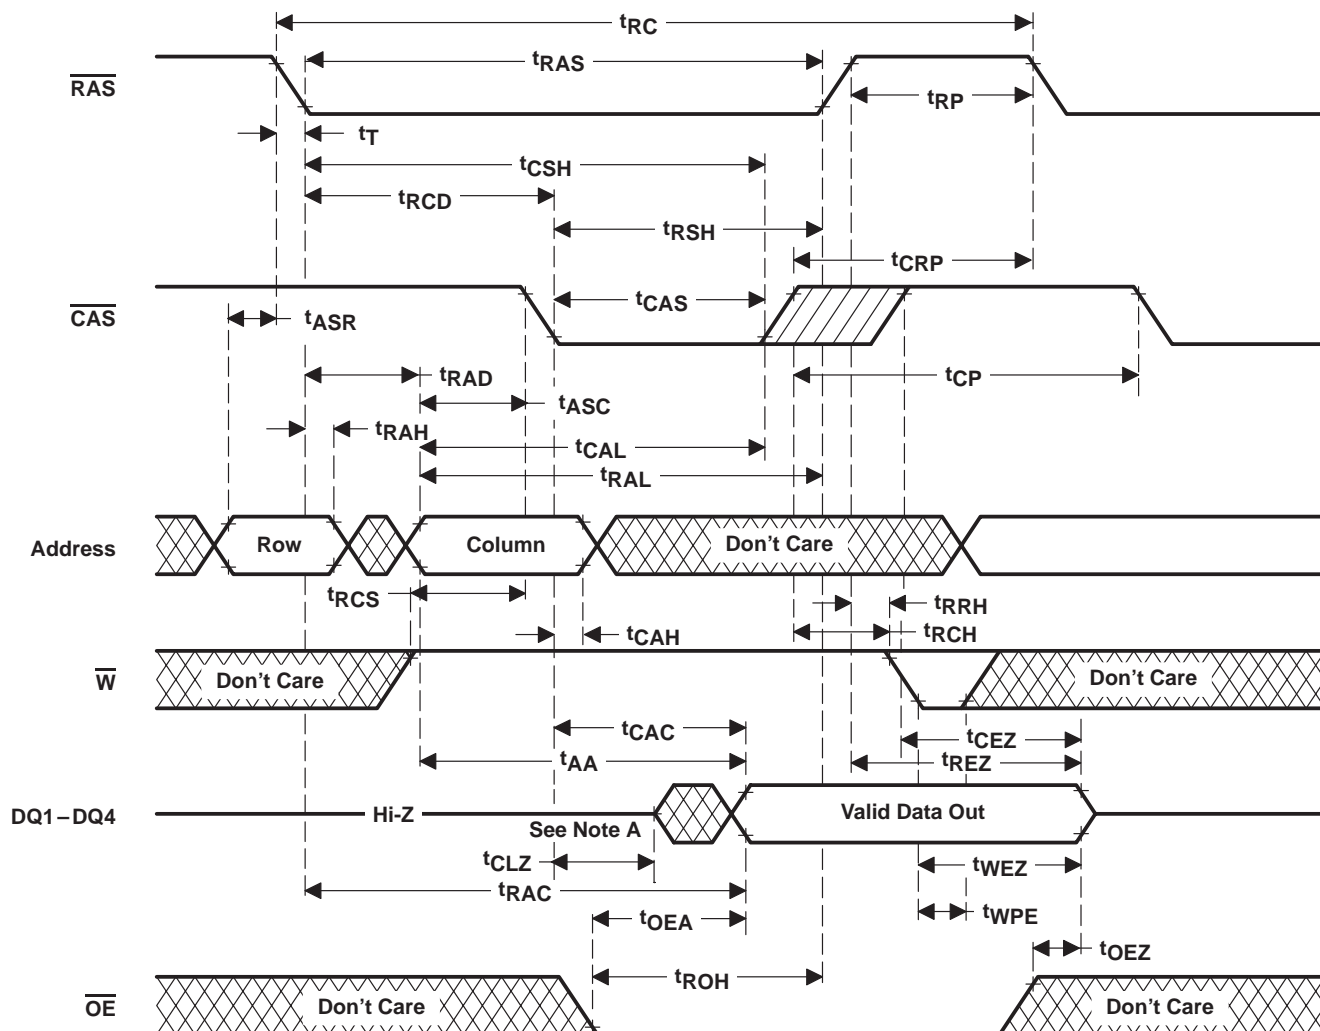 tRC
RAS
tRAS
tRP
tT
tCSH
tRCD
tRSH
tCRP
CAS
tCAS
tASR
tRAD
tCP
tASC
tRAH
tCAL
tRAL
Address
Row
Column
Don't Care
tRCS
tRRH
tCAH
tRCH
W
Don't Care
Don't Care
tCAC
tCEZ
tAA
tREZ
DQ1–DQ4
Hi-Z
See Note A
Valid Data Out
tCLZ
tWEZ
tRAC
tOEA
tWPE
tOEZ
tROH
OE
Don't Care
Don't Care